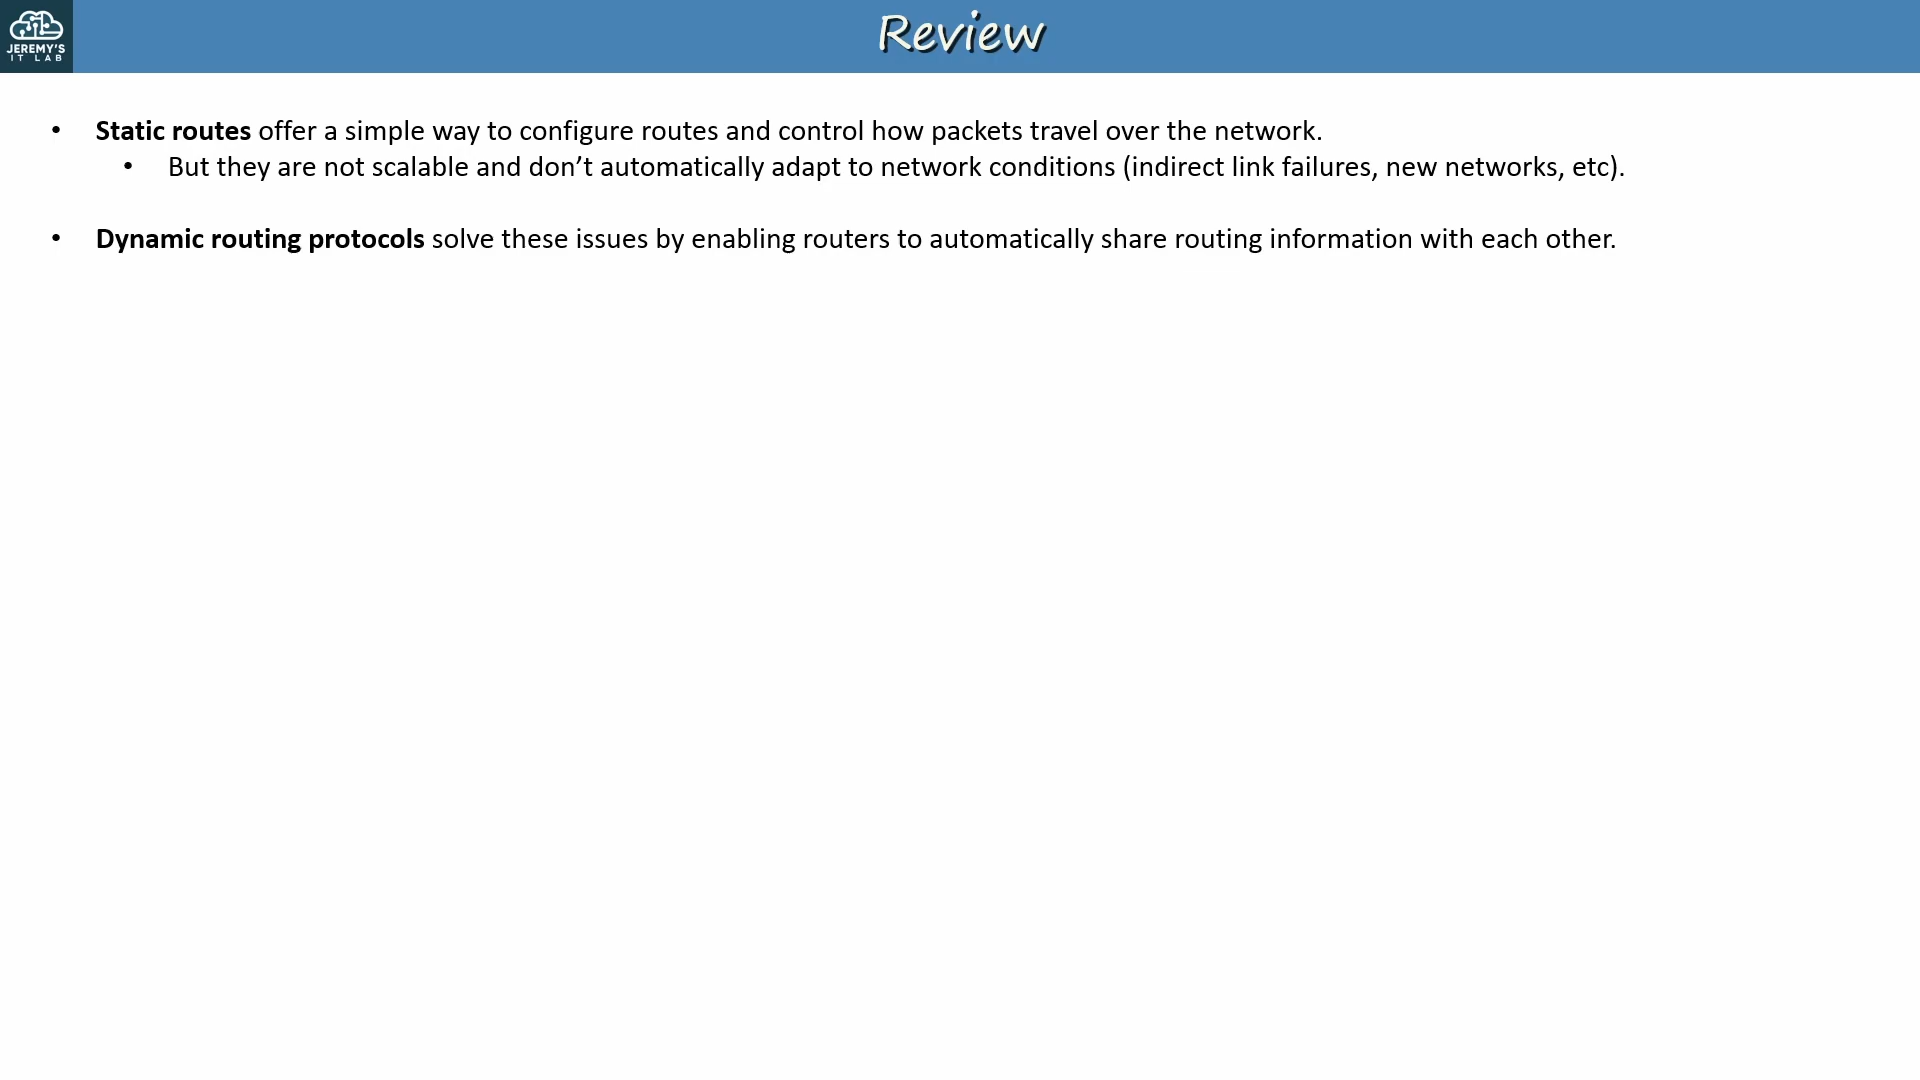 JEREMY'S
IT LAB
Review
• Static routes offer a simple way to configure routes and control how packets travel over the network.
• But they are not scalable and don’t automatically adapt to network conditions (indirect link failures, new networks, etc).
• Dynamic routing protocols solve these issues by enabling routers to automatically share routing information with each other.